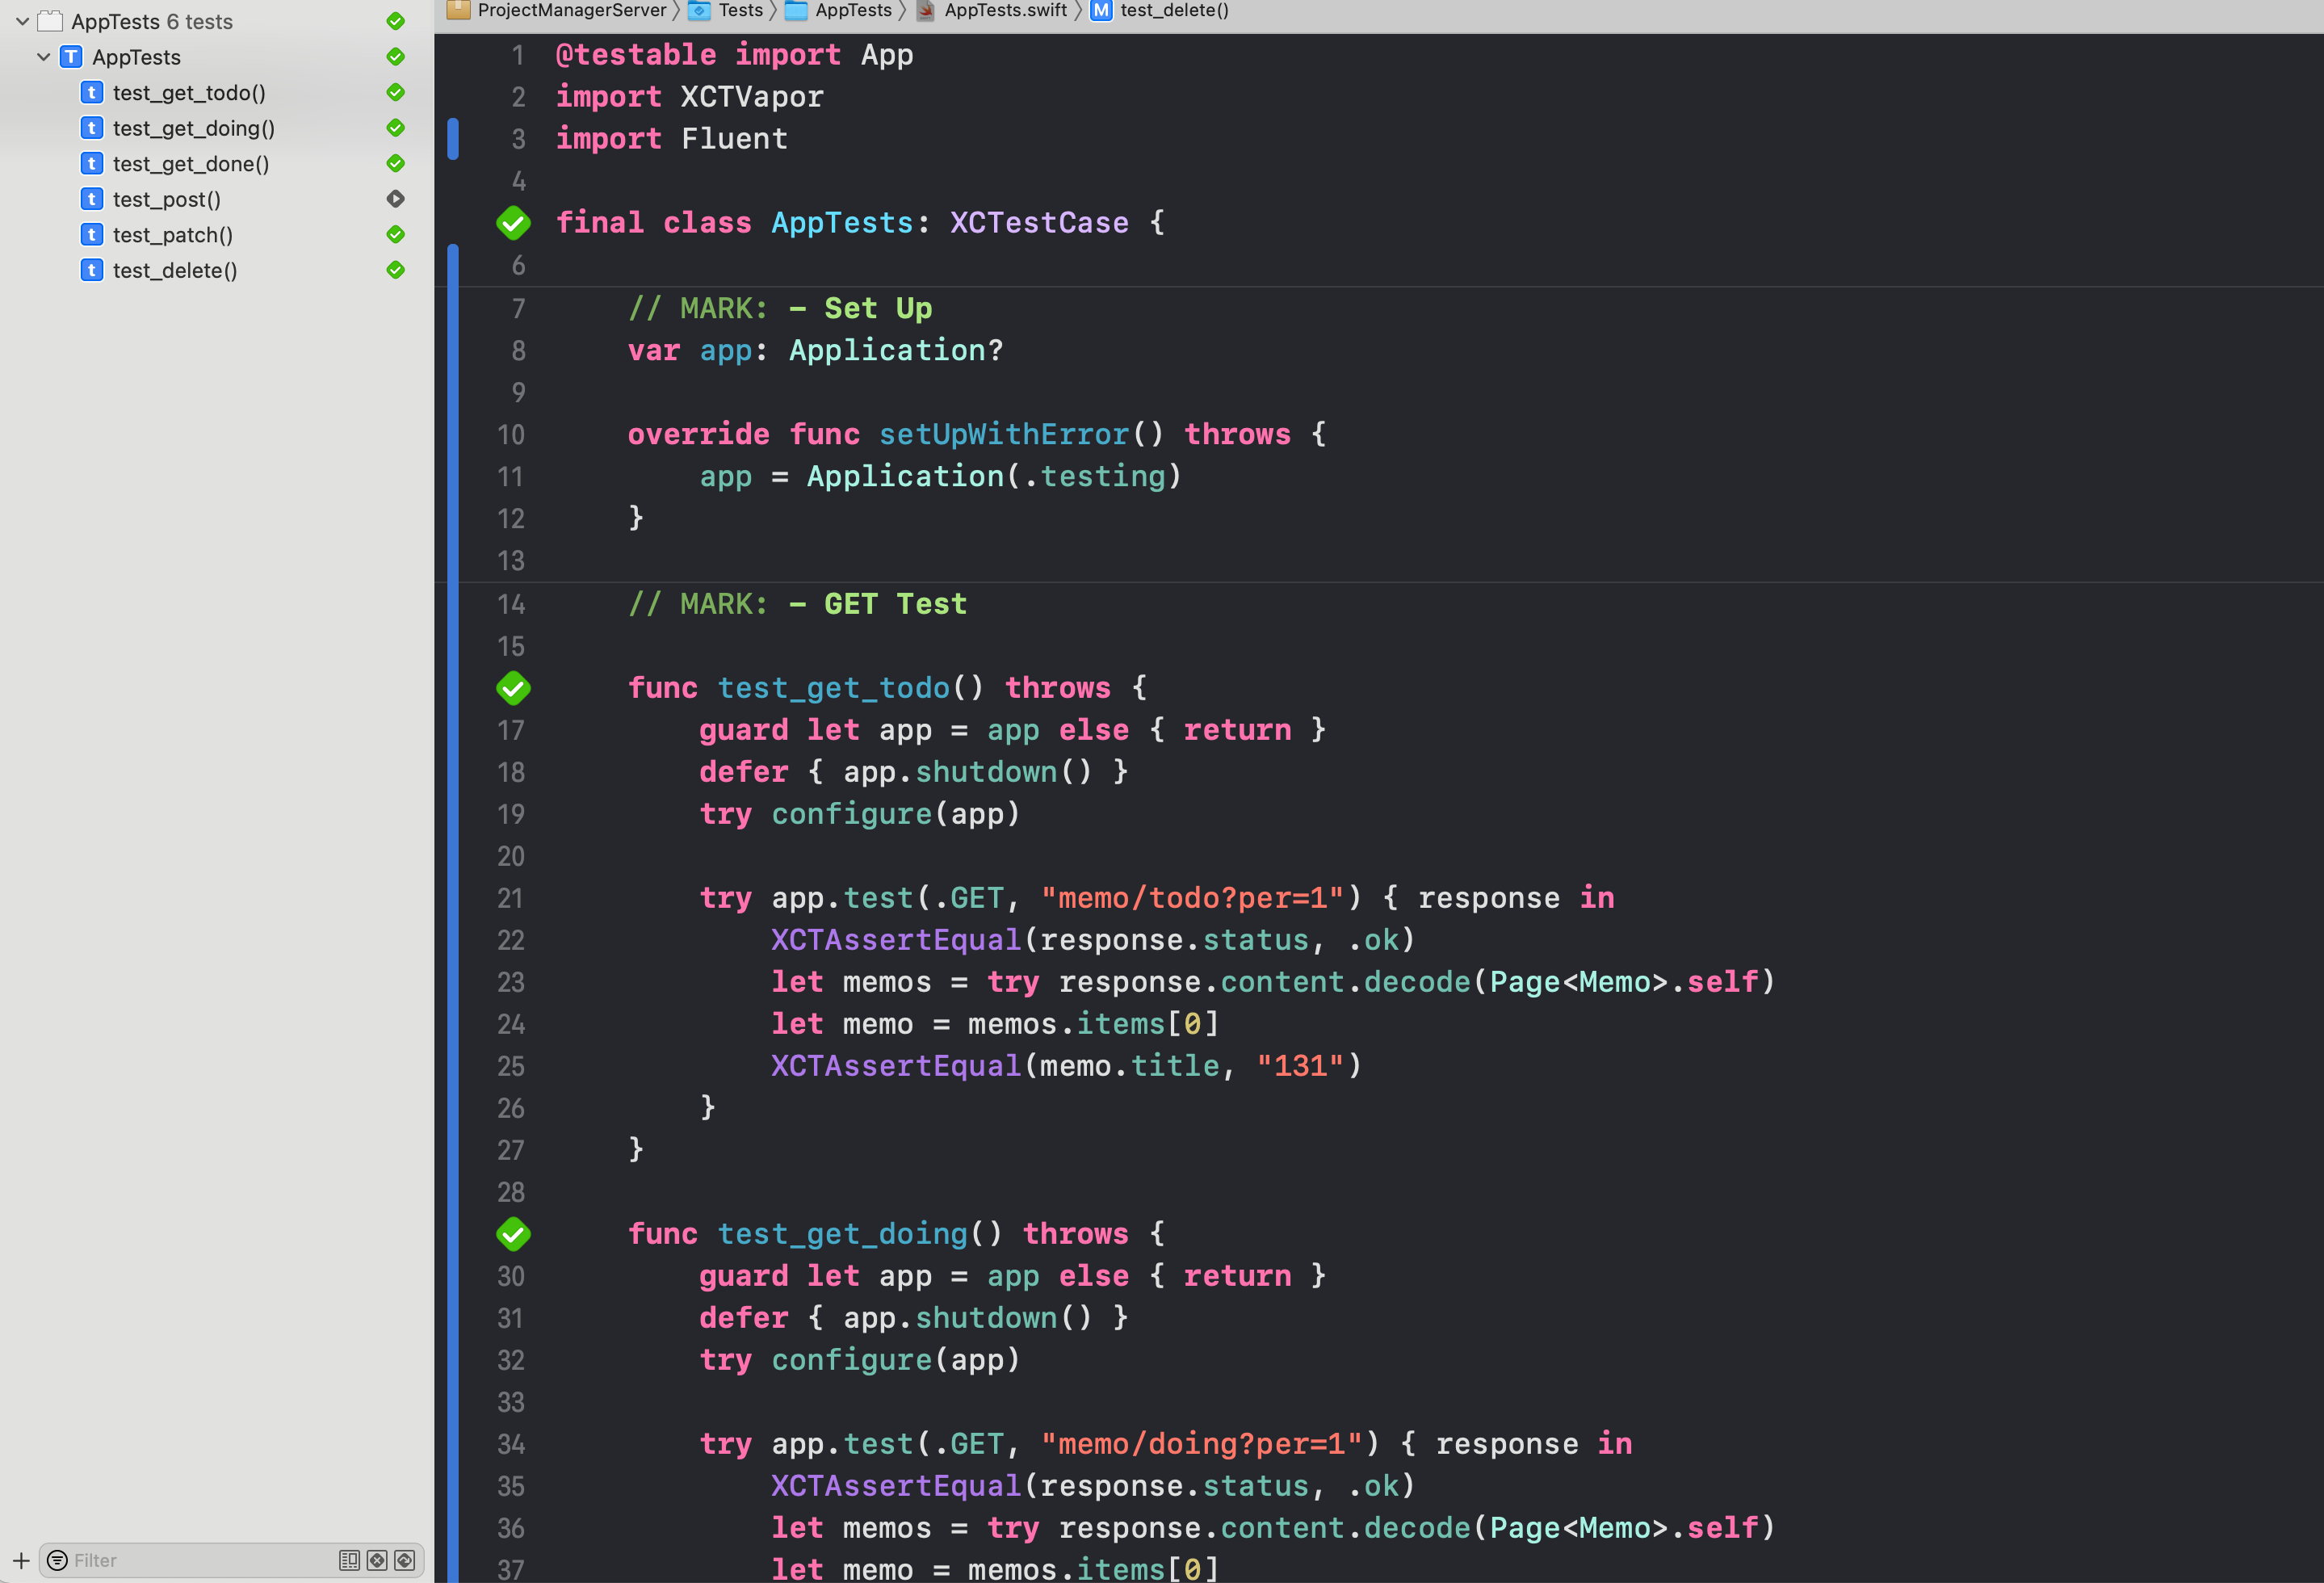 AppTests 6 tests
T AppTests
t test_get_todo()
t test_get_doing()
t test_get_done()
t test_post()
t test_patch()
t test_delete()
Filter
ProjectManagerServer Tests AppTests AppTests.swift M test_delete()
1 @testable import App
2 import XCTVapor
3 import Fluent
4
final class AppTests: XCTestCase {
6
7 // MARK: - Set Up
8 var app: Application?
9
10 override func setUpWithError() throws {
11 app = Application(.testing)
12 }
13
14 // MARK: - GET Test
15
func test_get_todo() throws {
17 guard let app = app else { return }
18 defer { app.shutdown() }
19 try configure(app)
20
21 try app.test(.GET, "memo/todo?per=1") { response in
22 XCTAssertEqual(response.status, .ok)
23 let memos = try response.content.decode(Page<Memo>.self)
24 let memo = memos.items[0]
25 XCTAssertEqual(memo.title, "131")
26 }
27 }
28
func test_get_doing() throws {
30 guard let app = app else { return }
31 defer { app.shutdown() }
32 try configure(app)
33
34 try app.test(.GET, "memo/doing?per=1") { response in
35 XCTAssertEqual(response.status, .ok)
36 let memos = try response.content.decode(Page<Memo>.self)
37 let memo = memos.items[0]